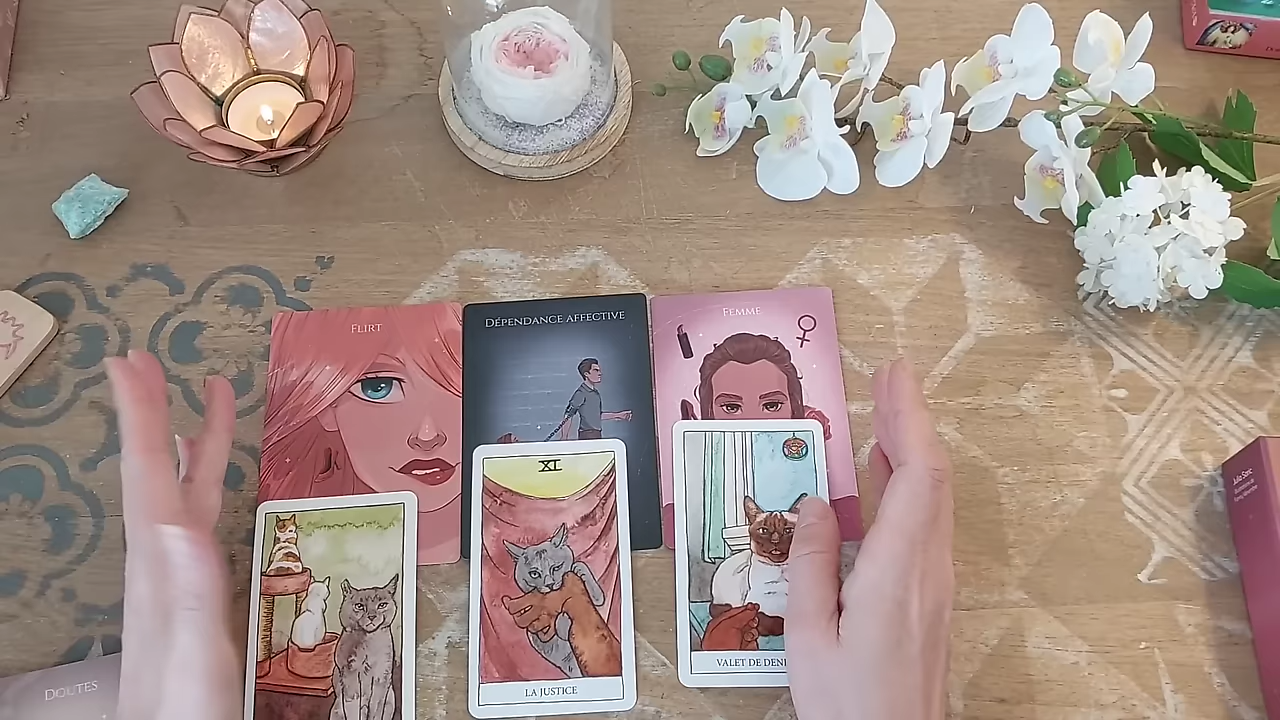 FLIRT
DÉPENDANCE AFFECTIVE
FEMME
XI
LA JUSTICE
VALET DE DENI
DOUTES